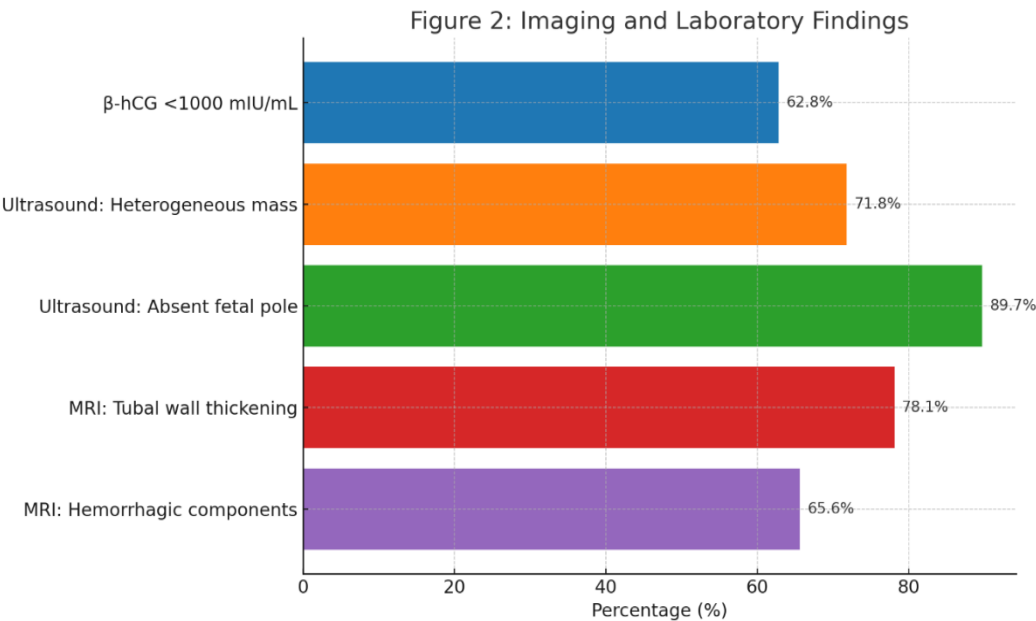 Figure 2: Imaging and Laboratory Findings
β-hCG <1000 mIU/mL
62.8%
Ultrasound: Heterogeneous mass
71.8%
Ultrasound: Absent fetal pole
89.7%
MRI: Tubal wall thickening
78.1%
MRI: Hemorrhagic components
65.6%
0 20 40 60 80
Percentage (%)